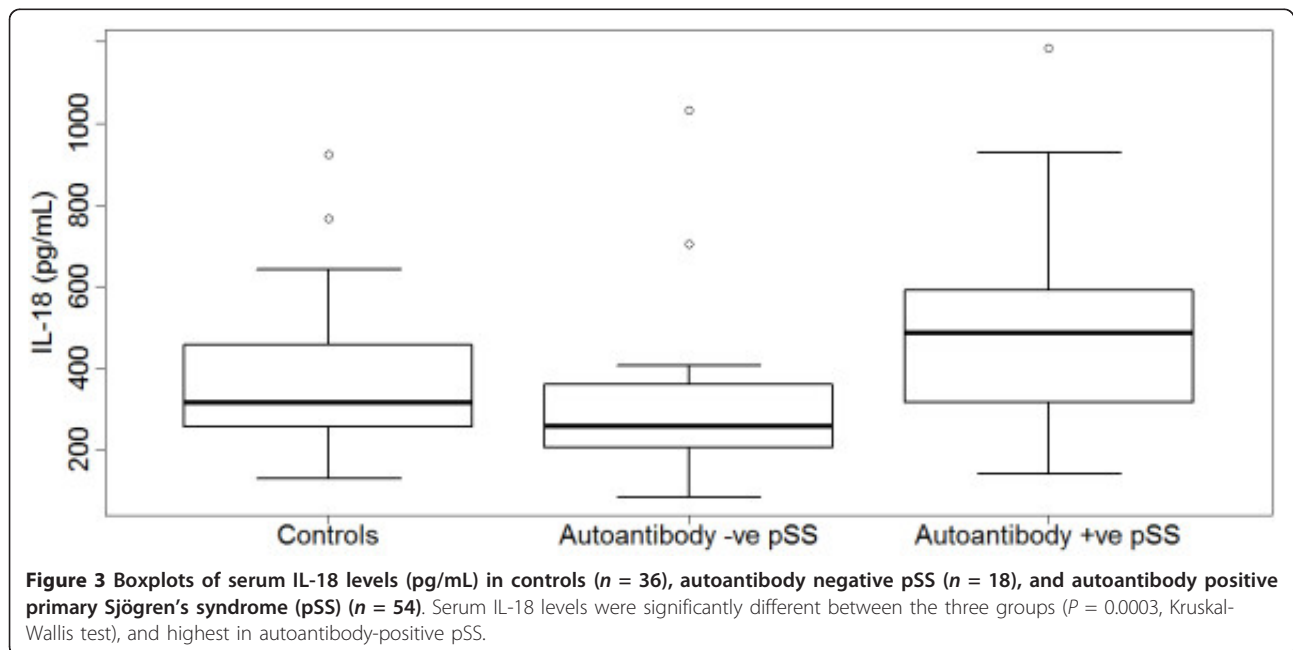 1000
800
600
400
200
IL-18 (pg/mL)
Controls
Autoantibody -ve pSS
Autoantibody +ve pSS
Figure 3 Boxplots of serum IL-18 levels (pg/mL) in controls (n = 36), autoantibody negative pSS (n = 18), and autoantibody positive
primary Sjögren's syndrome (pSS) (n = 54). Serum IL-18 levels were significantly different between the three groups (P = 0.0003, Kruskal-
Wallis test), and highest in autoantibody-positive pSS.